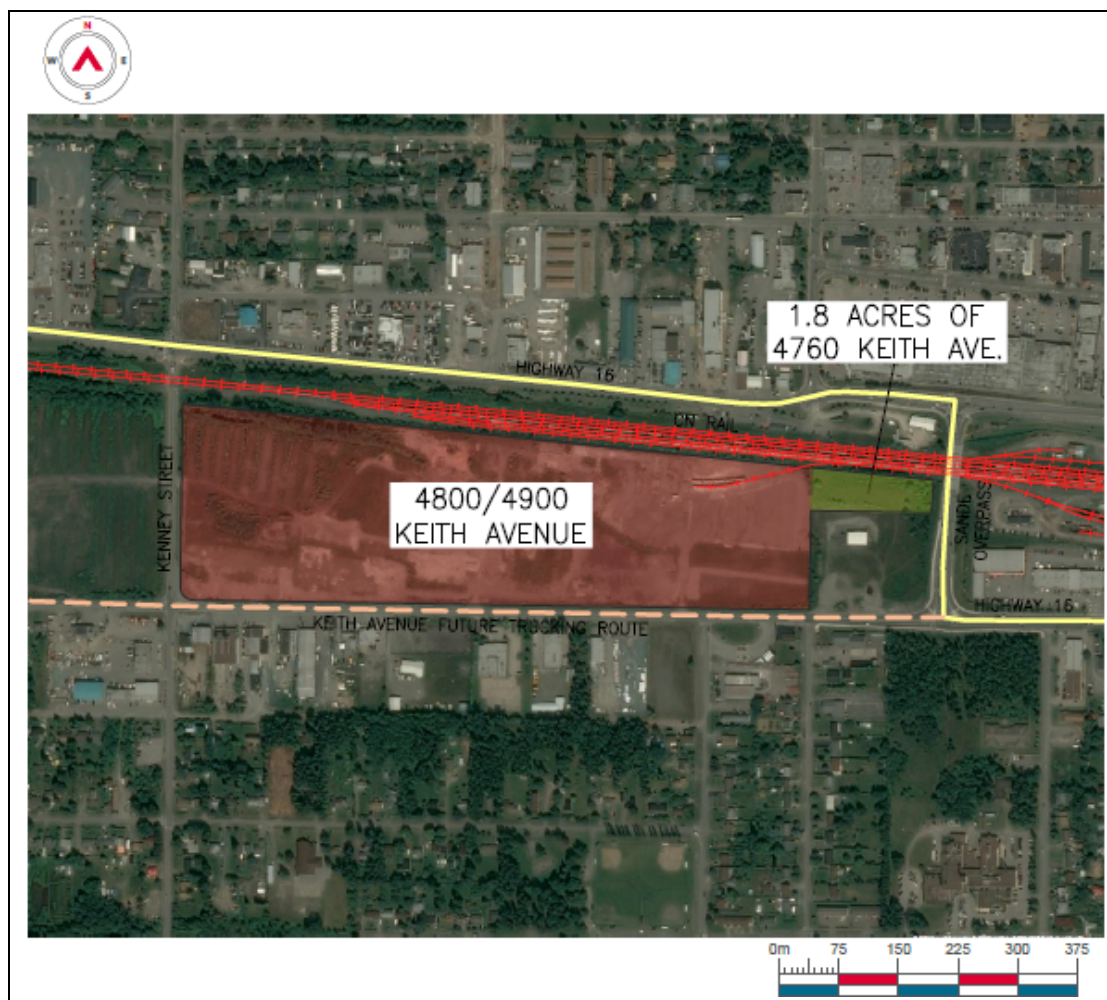 N
W
E
S
1.8 ACRES OF
4760 KEITH AVE.
HIGHWAY 16
CN RAIL
KENNEY STREET
4800/4900
KEITH AVENUE
SANDE
OVERPASS
HIGHWAY 16
KEITH AVENUE FUTURE TRUCKING ROUTE
0m 75 150 225 300 375